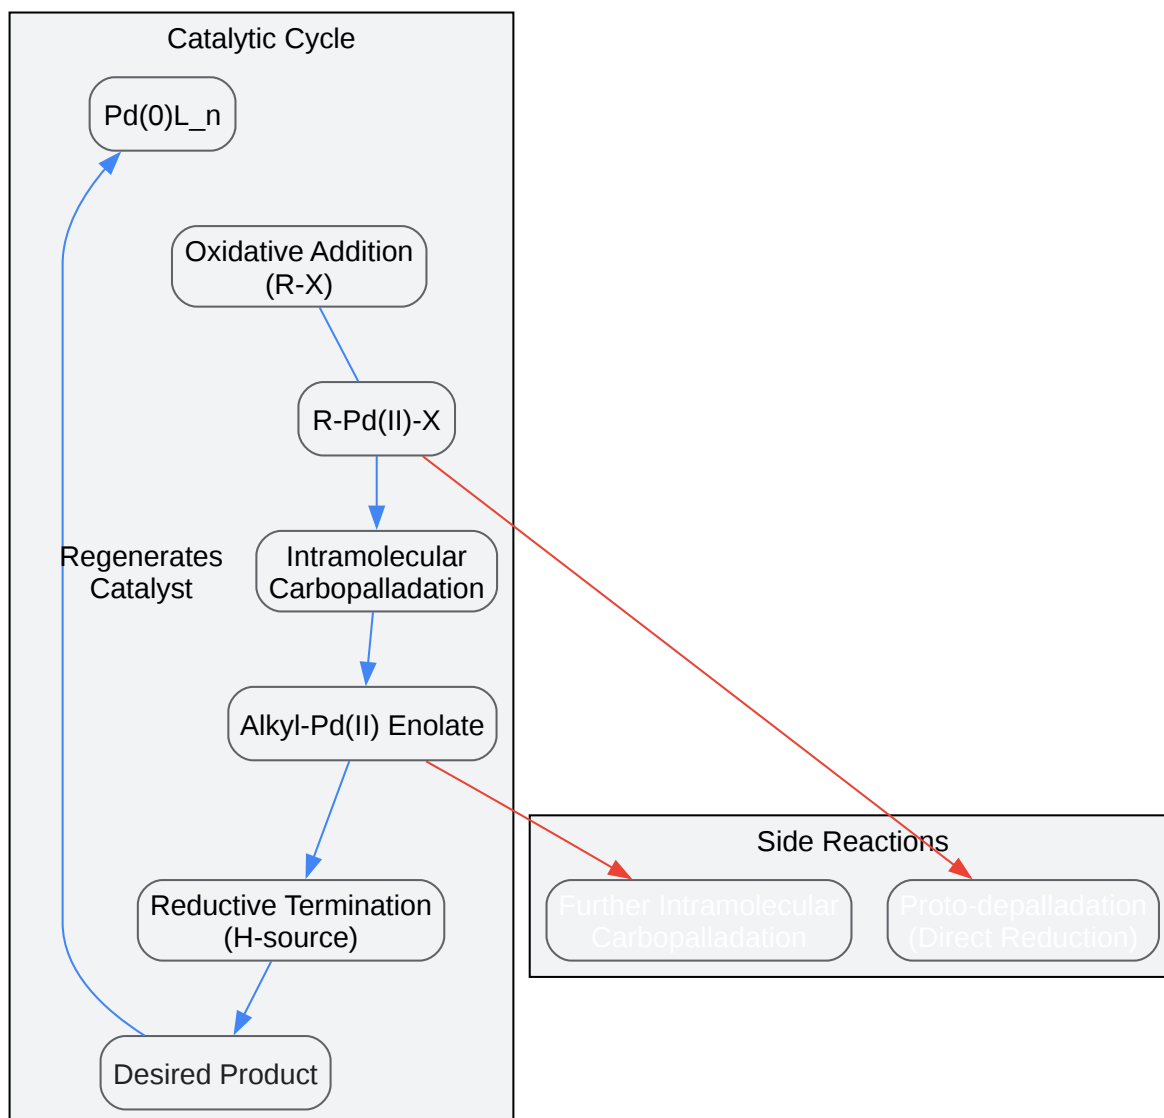 Catalytic Cycle
Pd(0)L_n
Oxidative Addition
(R-X)
R-Pd(II)-X
Regenerates
Catalyst
Intramolecular
Carbopalladation
Alkyl-Pd(II) Enolate
Reductive Termination
(H-source)
Desired Product
Side Reactions
Further Intramolecular
Carbopalladation
Proto-depalladation
(Direct Reduction)